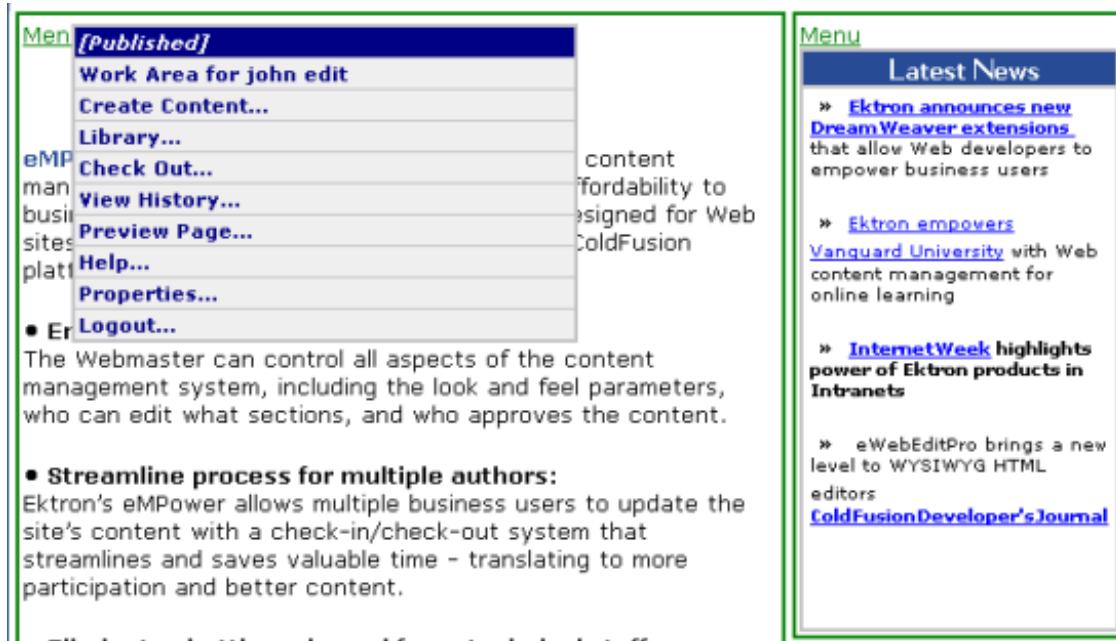 Men
[Published]
Work Area for john edit
Create Content...
Library...
Check Out...
View History...
Preview Page...
Help...
Properties...
Logout...
eMP content
man ffordability to
busi esigned for Web
sites ColdFusion
platf
• En
The Webmaster can control all aspects of the content
management system, including the look and feel parameters,
who can edit what sections, and who approves the content.
• Streamline process for multiple authors:
Ektron's eMPower allows multiple business users to update the
site's content with a check-in/check-out system that
streamlines and saves valuable time – translating to more
participation and better content.
Menu
Latest News
» Ektron announces new
DreamWeaver extensions
that allow Web developers to
empower business users
» Ektron empowers
Vanguard University with Web
content management for
online learning
» InternetWeek highlights
power of Ektron products in
Intranets
» eWebEditPro brings a new
level to WYSIWYG HTML
editors
ColdFusionDeveloper'sJournal